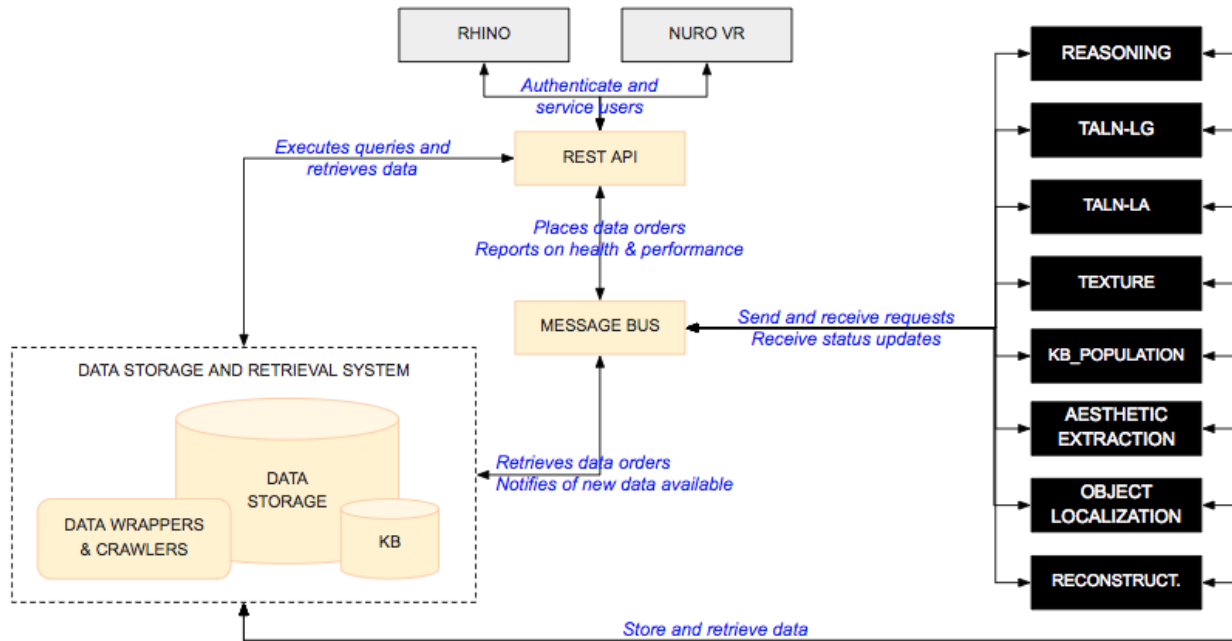 RHINO
NURO VR
Authenticate and
service users
Executes queries and
retrieves data
REST API
Places data orders
Reports on health & performance
MESSAGE BUS
Send and receive requests
Receive status updates
DATA STORAGE AND RETRIEVAL SYSTEM
DATA
STORAGE
DATA WRAPPERS
& CRAWLERS
KB
Retrieves data orders
Notifies of new data available
Store and retrieve data
REASONING
TALN-LG
TALN-LA
TEXTURE
KB_POPULATION
AESTHETIC
EXTRACTION
OBJECT
LOCALIZATION
RECONSTRUCT.